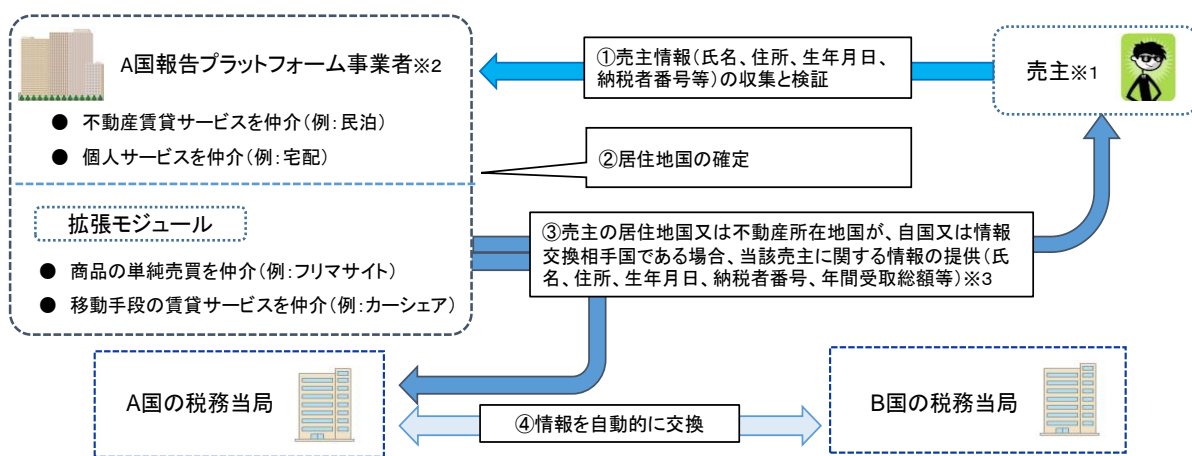 A国報告プラットフォーム事業者※2
● 不動産賃貸サービスを仲介(例:民泊)
● 個人サービスを仲介(例:宅配)
拡張モジュール
● 商品の単純売買を仲介(例:フリマサイト)
● 移動手段の賃貸サービスを仲介(例:カーシェア)
①売主情報(氏名、住所、生年月日、
納税者番号等)の収集と検証
売主※1
②居住地国の確定
③売主の居住地国又は不動産所在地国が、自国又は情報
交換相手国である場合、当該売主に関する情報の提供(氏
名、住所、生年月日、納税者番号、年間受取総額等)※3
A国の税務当局
④情報を自動的に交換
B国の税務当局